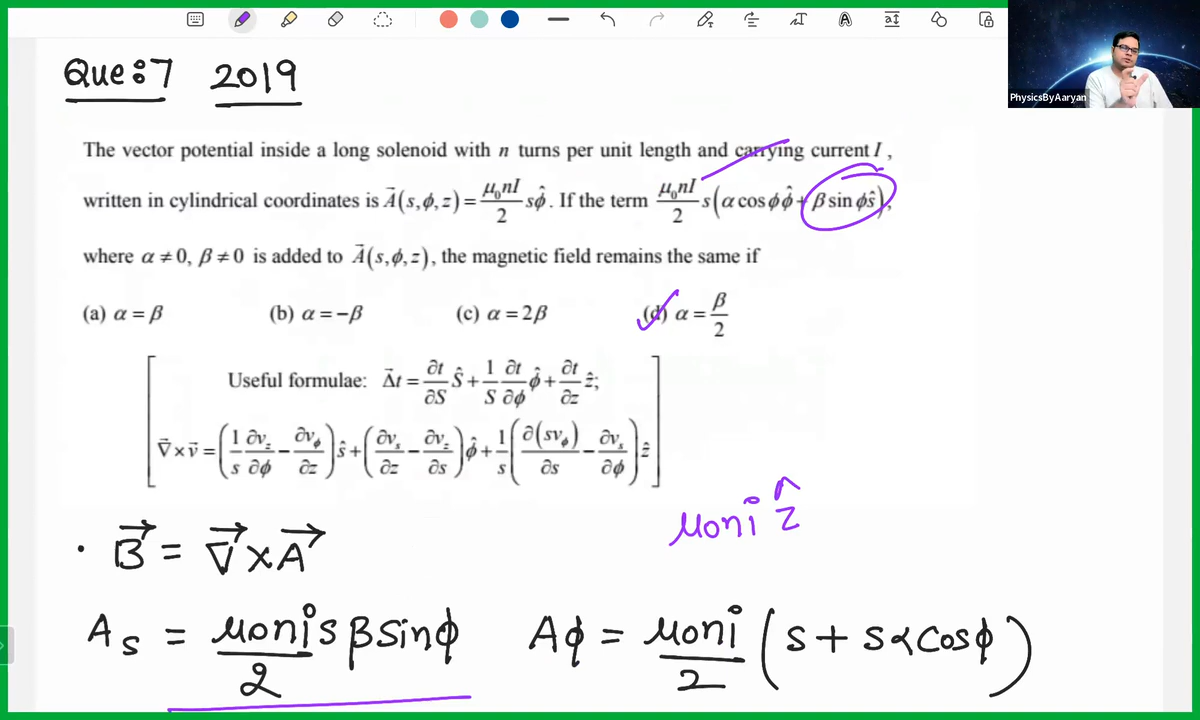 Que:7 2019
PhysicsByAaryan
The vector potential inside a long solenoid with n turns per unit length and carrying current I,
written in cylindrical coordinates is A⃗(s,ϕ,z) = μ₀nI/2 sϕ̂. If the term μ₀nI/2 s(α cos ϕϕ̂ + β sin ϕŝ),
where α ≠ 0, β ≠ 0 is added to A⃗(s,ϕ,z), the magnetic field remains the same if
(a) α = β (b) α = −β (c) α = 2β (d) α = β/2
Useful formulae: Δ⃗t = ∂t/∂S Ŝ + 1/S ∂t/∂ϕ ϕ̂ + ∂t/∂z ẑ;
∇⃗×v⃗ = (1/s ∂v_z/∂ϕ − ∂v_ϕ/∂z)ŝ + (∂v_s/∂z − ∂v_z/∂s)ϕ̂ + 1/s(∂(sv_ϕ)/∂s − ∂v_s/∂ϕ)ẑ
μ₀ni ẑ
· B⃗ = ∇⃗×A⃗
A_s = μ₀ni/2 s β sinϕ A_ϕ = μ₀ni/2 (s + sα cosϕ)